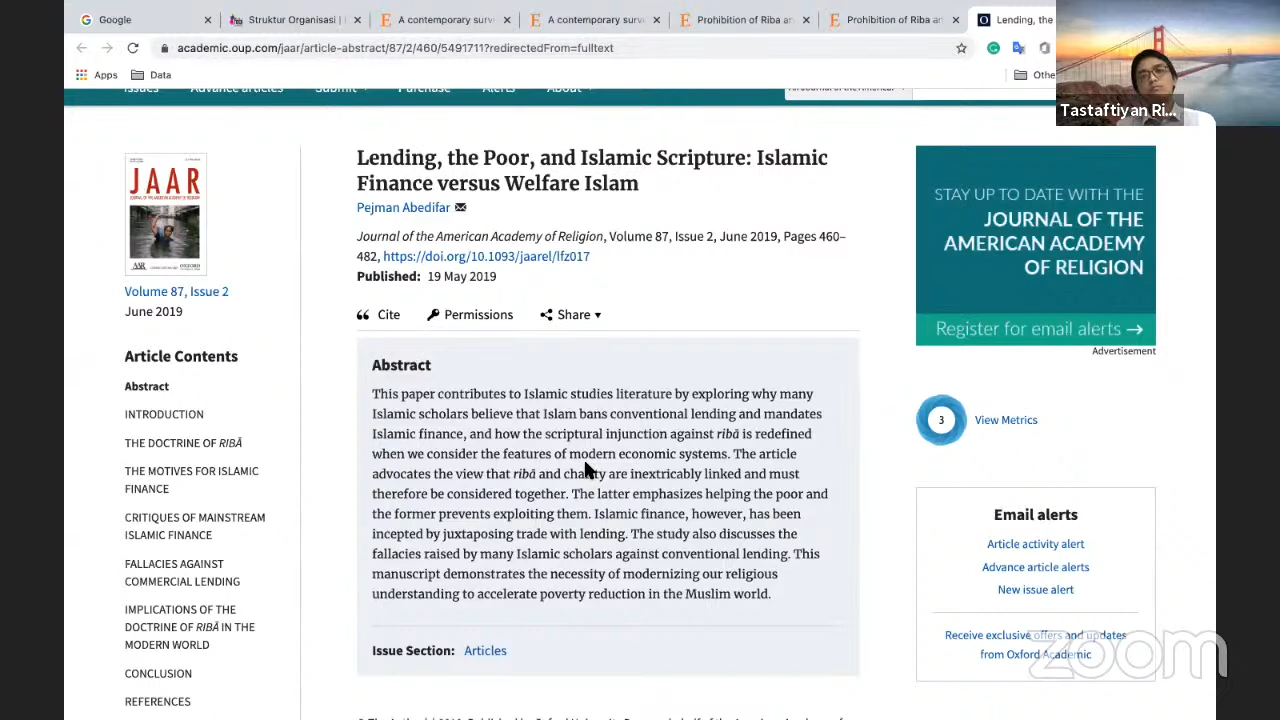 Google
Struktur Organisasi |
A contemporary surv
A contemporary surv
Prohibition of Riba an
Prohibition of Riba an
Lending, the
academic.oup.com/jaar/article-abstract/87/2/460/5491711?redirectedFrom=fulltext
Apps
Data
Othe
Tastaftiyan Ri...
Issues
Advance articles
Submit
Purchase
Alerts
About
Lending, the Poor, and Islamic Scripture: Islamic
Finance versus Welfare Islam
Pejman Abedifar
Journal of the American Academy of Religion, Volume 87, Issue 2, June 2019, Pages 460–
482, https://doi.org/10.1093/jaarel/lfz017
Published: 19 May 2019
Cite
Permissions
Share
JAAR
Volume 87, Issue 2
June 2019
Article Contents
Abstract
INTRODUCTION
THE DOCTRINE OF RIBĀ
THE MOTIVES FOR ISLAMIC
FINANCE
CRITIQUES OF MAINSTREAM
ISLAMIC FINANCE
FALLACIES AGAINST
COMMERCIAL LENDING
IMPLICATIONS OF THE
DOCTRINE OF RIBĀ IN THE
MODERN WORLD
CONCLUSION
REFERENCES
Abstract
This paper contributes to Islamic studies literature by exploring why many
Islamic scholars believe that Islam bans conventional lending and mandates
Islamic finance, and how the scriptural injunction against ribā is redefined
when we consider the features of modern economic systems. The article
advocates the view that ribā and charity are inextricably linked and must
therefore be considered together. The latter emphasizes helping the poor and
the former prevents exploiting them. Islamic finance, however, has been
incepted by juxtaposing trade with lending. The study also discusses the
fallacies raised by many Islamic scholars against conventional lending. This
manuscript demonstrates the necessity of modernizing our religious
understanding to accelerate poverty reduction in the Muslim world.
Issue Section: Articles
STAY UP TO DATE WITH THE
JOURNAL OF THE
AMERICAN ACADEMY
OF RELIGION
Register for email alerts →
Advertisement
3
View Metrics
Email alerts
Article activity alert
Advance article alerts
New issue alert
Receive exclusive offers and updates
from Oxford Academic
zoom